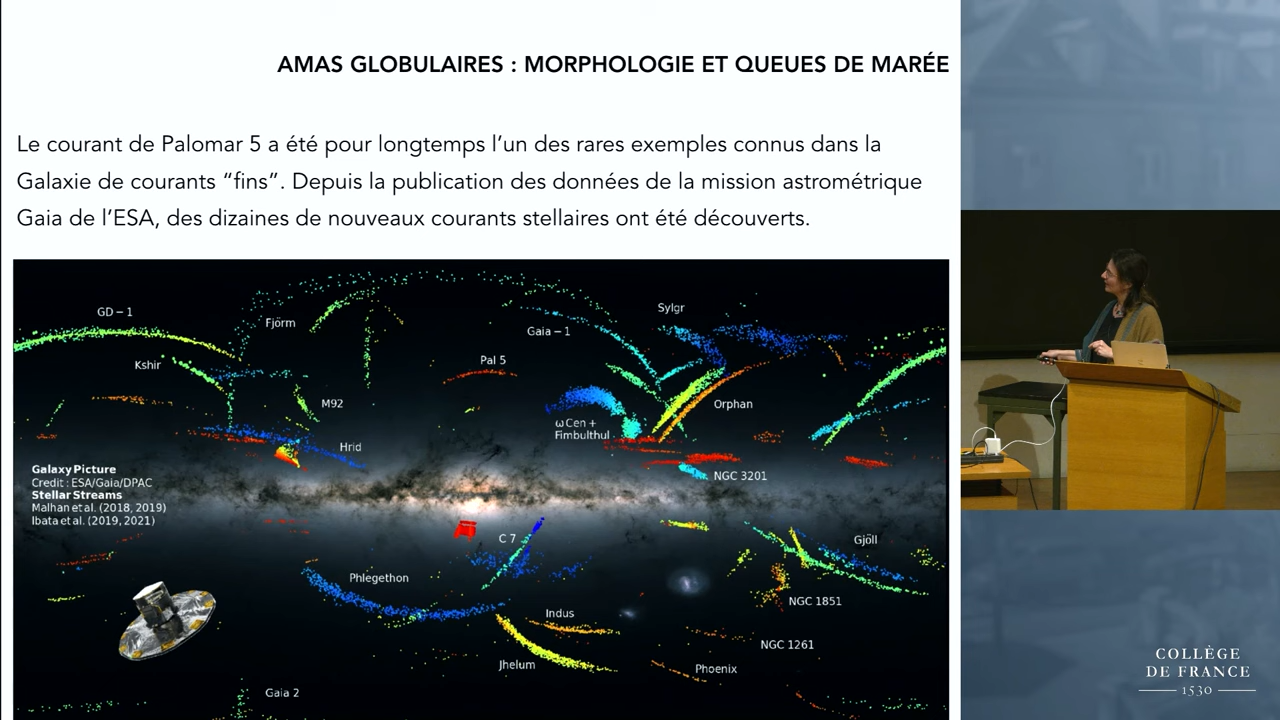 AMAS GLOBULAIRES : MORPHOLOGIE ET QUEUES DE MARÉE
Le courant de Palomar 5 a été pour longtemps l’un des rares exemples connus dans la
Galaxie de courants “fins”. Depuis la publication des données de la mission astrométrique
Gaia de l’ESA, des dizaines de nouveaux courants stellaires ont été découverts.
GD – 1
Fjörm
Sylgr
Gaia – 1
Kshir
Pal 5
M92
Orphan
ω Cen +
Fimbulthul
Hrid
Galaxy Picture
Credit : ESA/Gaia/DPAC
Stellar Streams
Malhan et al. (2018, 2019)
Ibata et al. (2019, 2021)
NGC 3201
C 7
Gjöll
Phlegethon
NGC 1851
Indus
NGC 1261
Jhelum
Phoenix
Gaia 2
COLLÈGE
DE FRANCE
1530